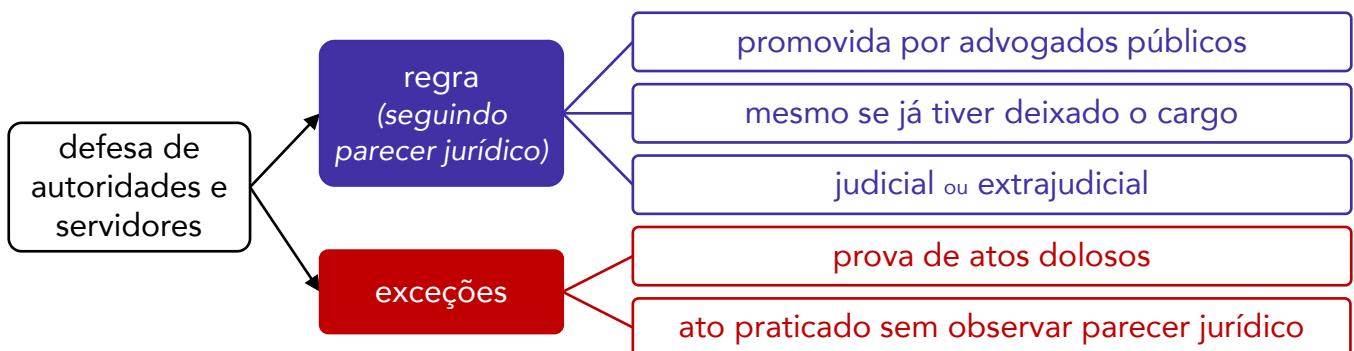 defesa de
autoridades e
servidores
regra
(seguindo
parecer jurídico)
promovida por advogados públicos
mesmo se já tiver deixado o cargo
judicial ou extrajudicial
exceções
prova de atos dolosos
ato praticado sem observar parecer jurídico